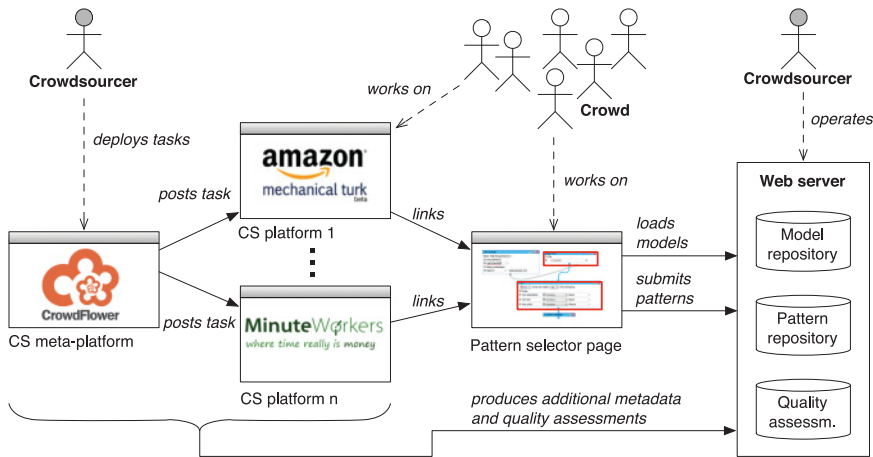 Crowdsourcer
Crowd
Crowdsourcer
works on
deploys tasks
operates
amazon
mechanical turk
beta
posts task
CS platform 1
works on
Web server
links
loads
models
Model
repository
CrowdFlower
CS meta-platform
posts task
MinuteWorkers
where time really is money
links
submits
patterns
Pattern selector page
Pattern
repository
CS platform n
produces additional metadata
and quality assessments
Quality
assessm.